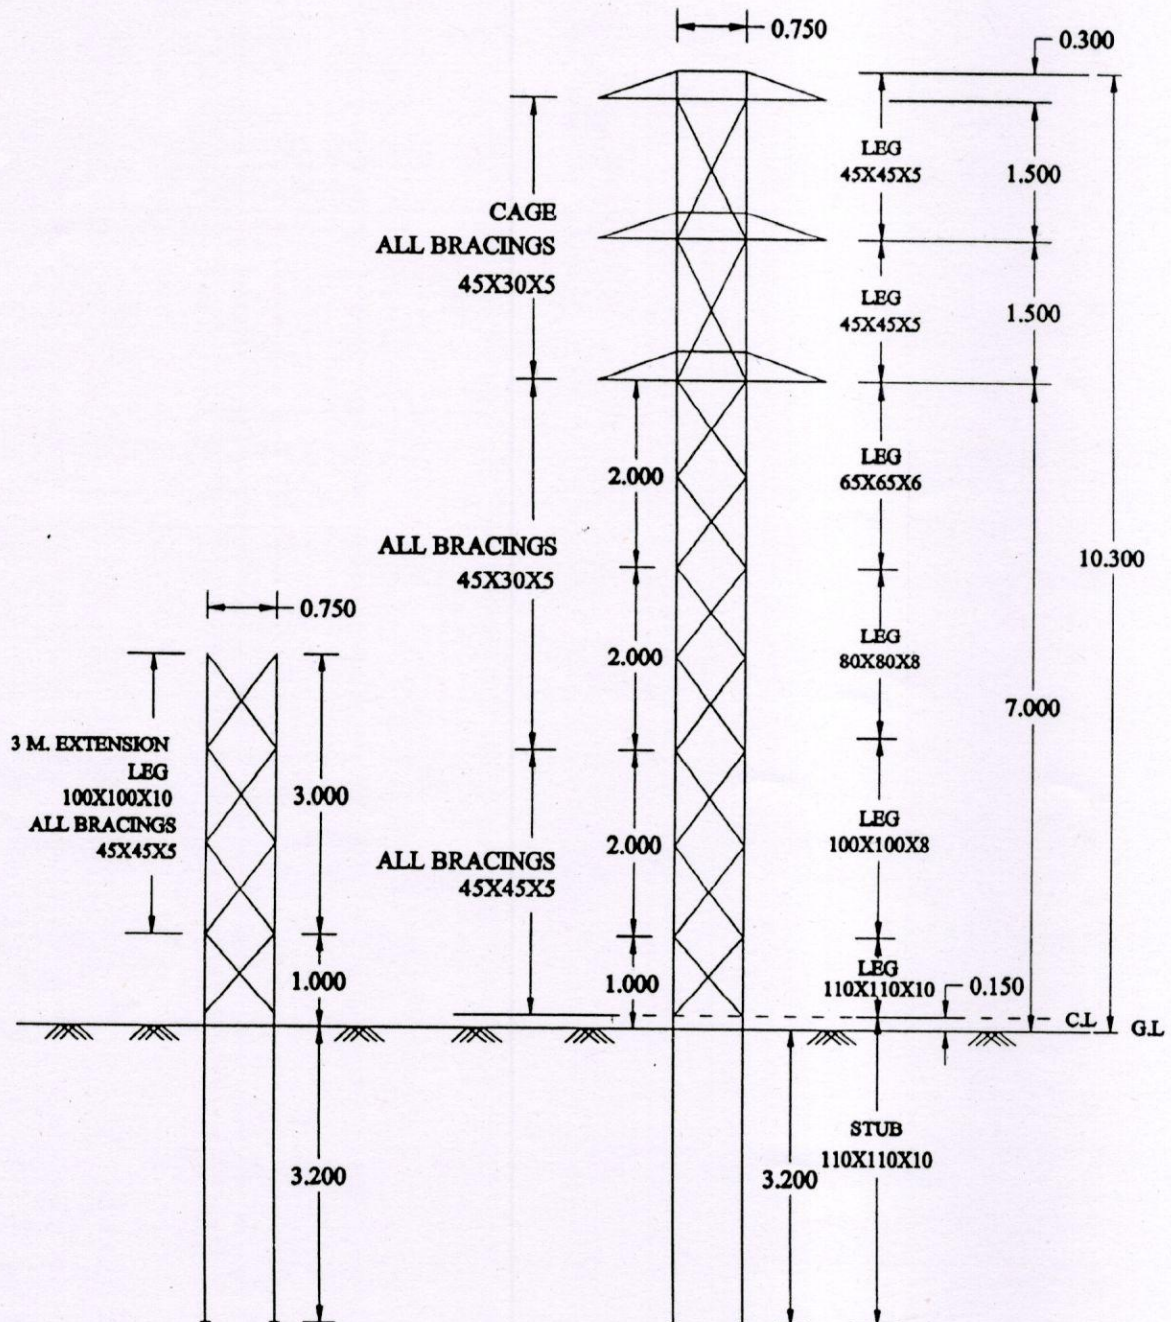 0.750
0.300
LEG
45X45X5
1.500
CAGE
ALL BRACINGS
45X30X5
LEG
45X45X5
1.500
2.000
LEG
65X65X6
ALL BRACINGS
45X30X5
10.300
0.750
2.000
LEG
80X80X8
7.000
3 M. EXTENSION
LEG
100X100X10
ALL BRACINGS
45X45X5
3.000
ALL BRACINGS
45X45X5
2.000
LEG
100X100X8
1.000
1.000
LEG
110X110X10
0.150
C.L
G.L
3.200
3.200
STUB
110X110X10